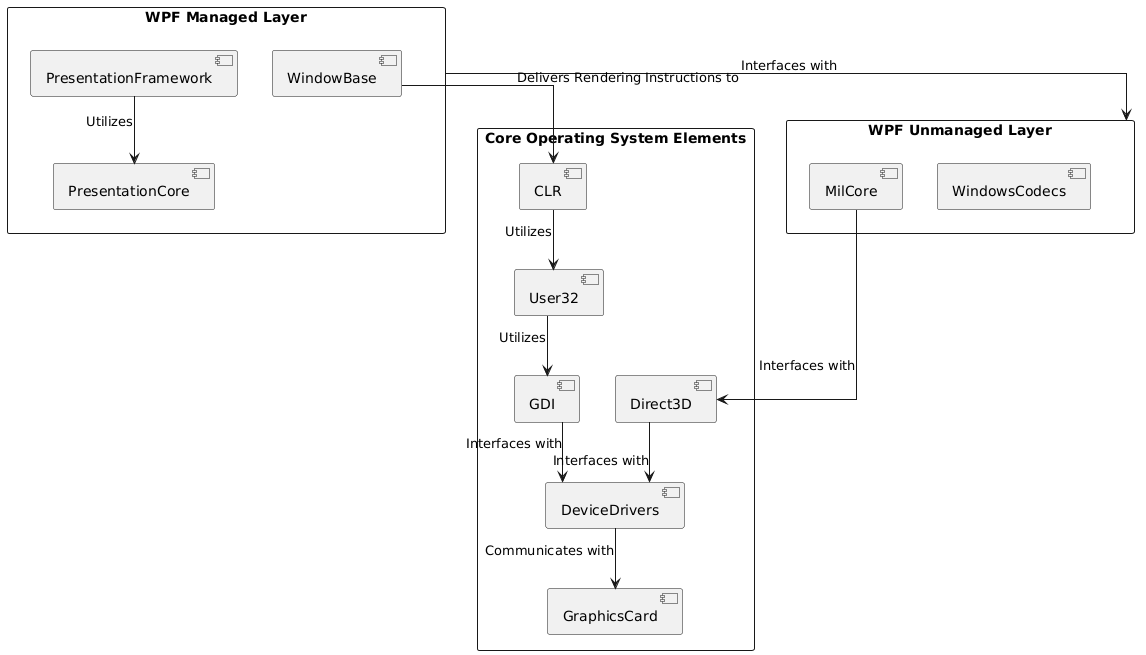 WPF Managed Layer
PresentationFramework
WindowBase
Interfaces with
Delivers Rendering Instructions to
Utilizes
Core Operating System Elements
WPF Unmanaged Layer
PresentationCore
CLR
MilCore
WindowsCodecs
Utilizes
User32
Utilizes
Interfaces with
GDI
Direct3D
Interfaces with
Interfaces with
DeviceDrivers
Communicates with
GraphicsCard